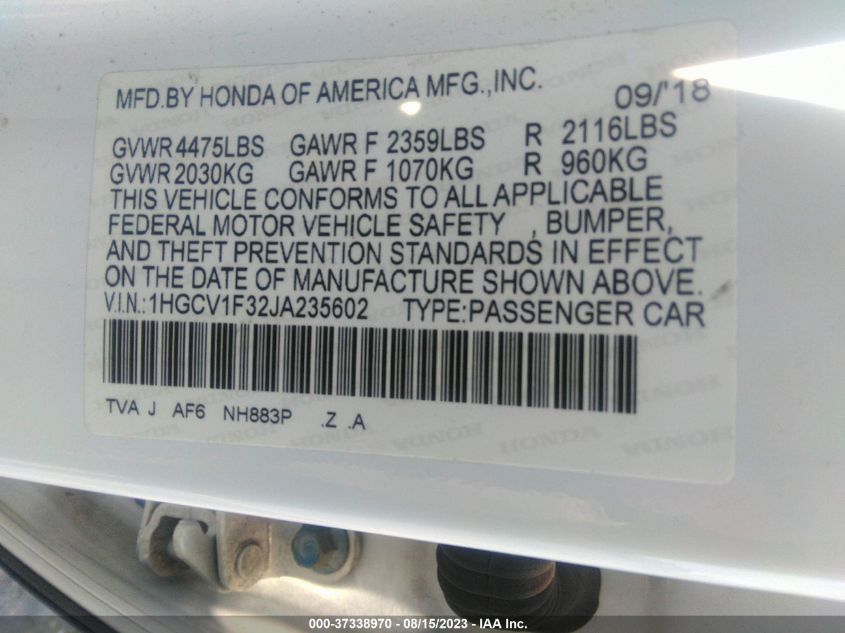 MFD.BY HONDA OF AMERICA MFG.,INC. 09/'18
GVWR 4475LBS GAWR F 2359LBS R 2116LBS
GVWR 2030KG GAWR F 1070KG R 960KG
THIS VEHICLE CONFORMS TO ALL APPLICABLE
FEDERAL MOTOR VEHICLE SAFETY , BUMPER,
AND THEFT PREVENTION STANDARDS IN EFFECT
ON THE DATE OF MANUFACTURE SHOWN ABOVE.
V.I.N.:1HGCV1F32JA235602 TYPE:PASSENGER CAR
TVA J AF6 NH883P .Z .A
HONDA HONDA HONDA
000-37338970 - 08/15/2023 - IAA Inc.